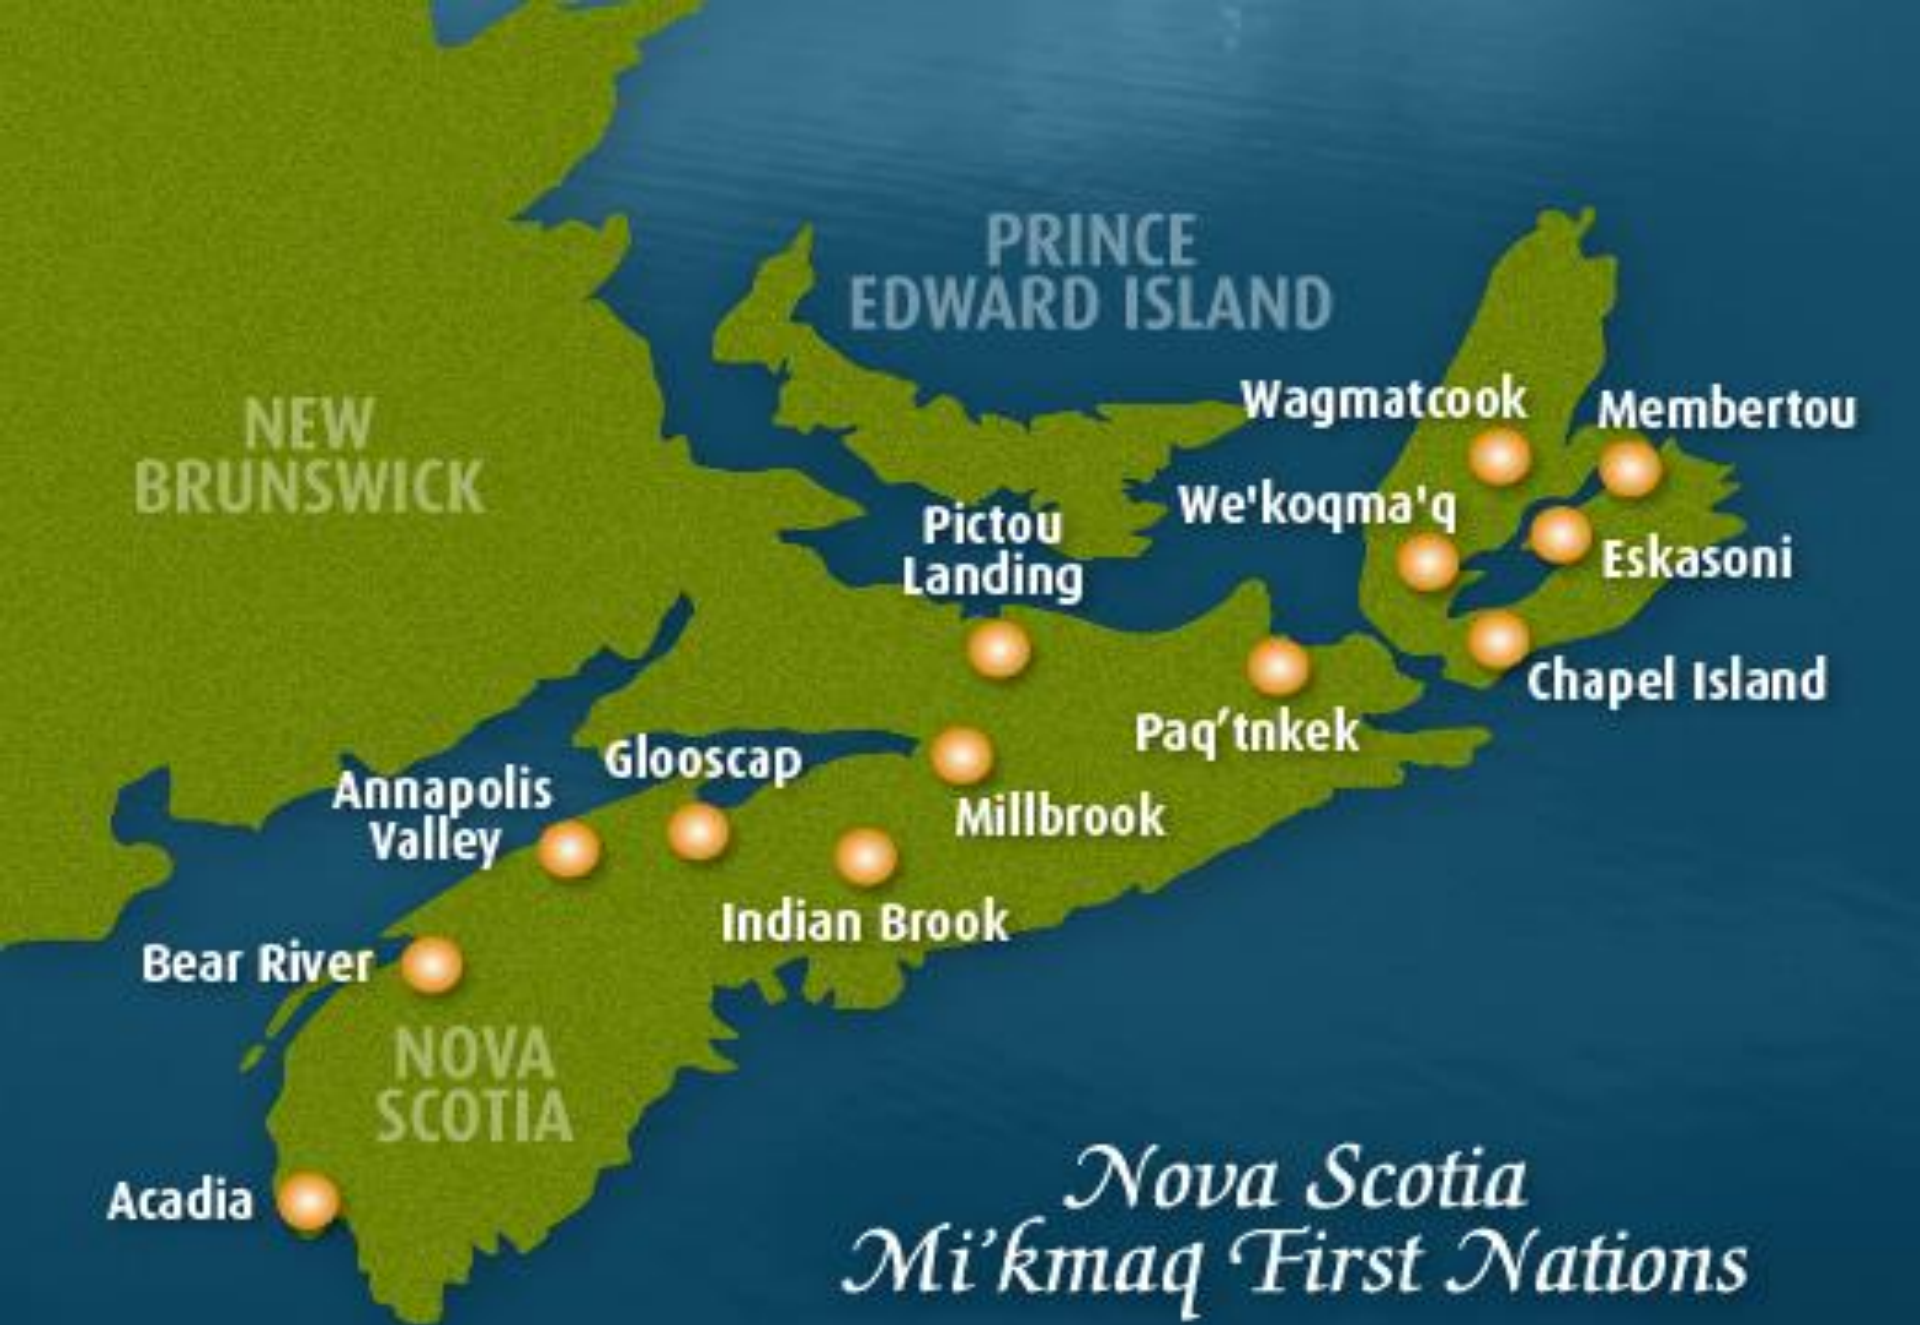 PRINCE
EDWARD ISLAND
NEW
BRUNSWICK
Wagmatcook
Membertou
We'koqma'q
Pictou
Landing
Eskasoni
Chapel Island
Paq’tnkek
Glooscap
Annapolis
Valley
Millbrook
Indian Brook
Bear River
NOVA
SCOTIA
Acadia
Nova Scotia
Mi’kmaq First Nations